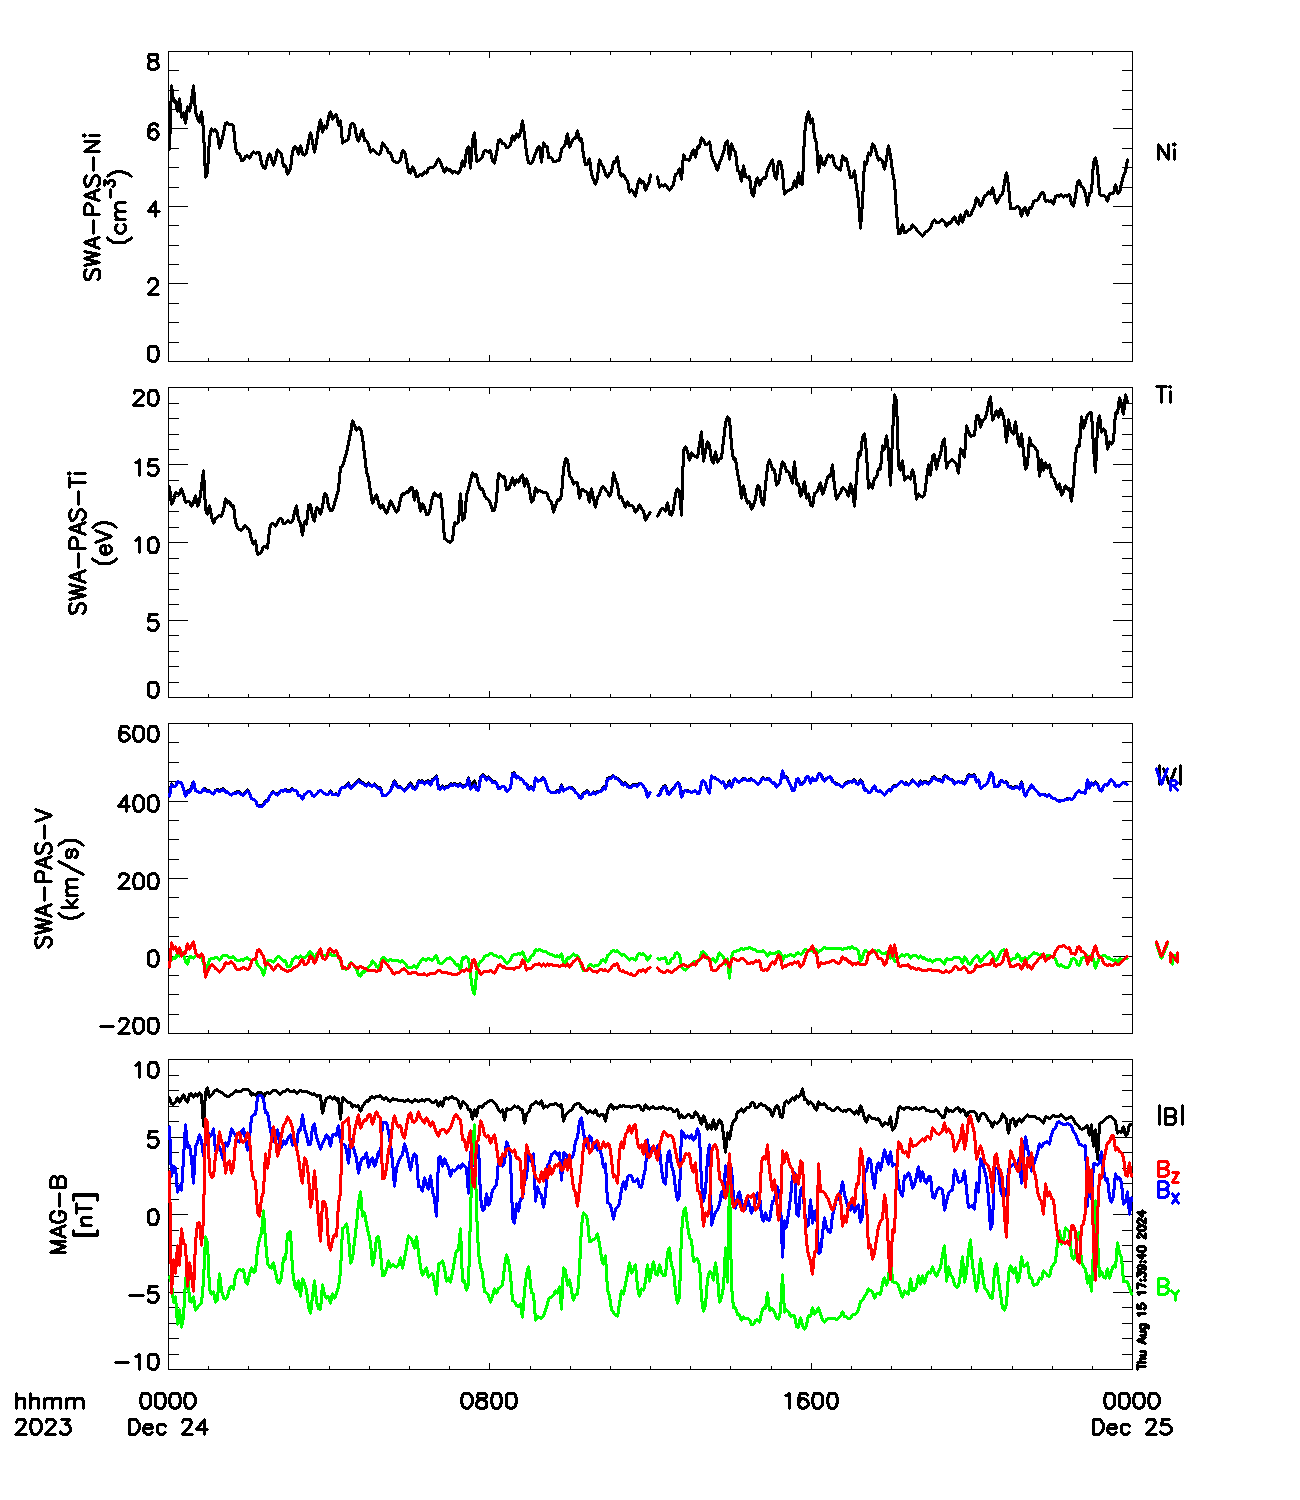 8
6
4
2
0
SWA-PAS-Ni
(cm⁻³)
Ni
20
15
10
5
0
SWA-PAS-Ti
(eV)
Ti
600
400
200
0
-200
SWA-PAS-V
(km/s)
|V|
V_R
V_N
10
5
0
-5
-10
MAG-B
[nT]
|B|
B_Z
B_X
B_Y
Thu Aug 15 17:39:40 2024
hhmm 0000 0800 1600 0000
2023 Dec 24 Dec 25